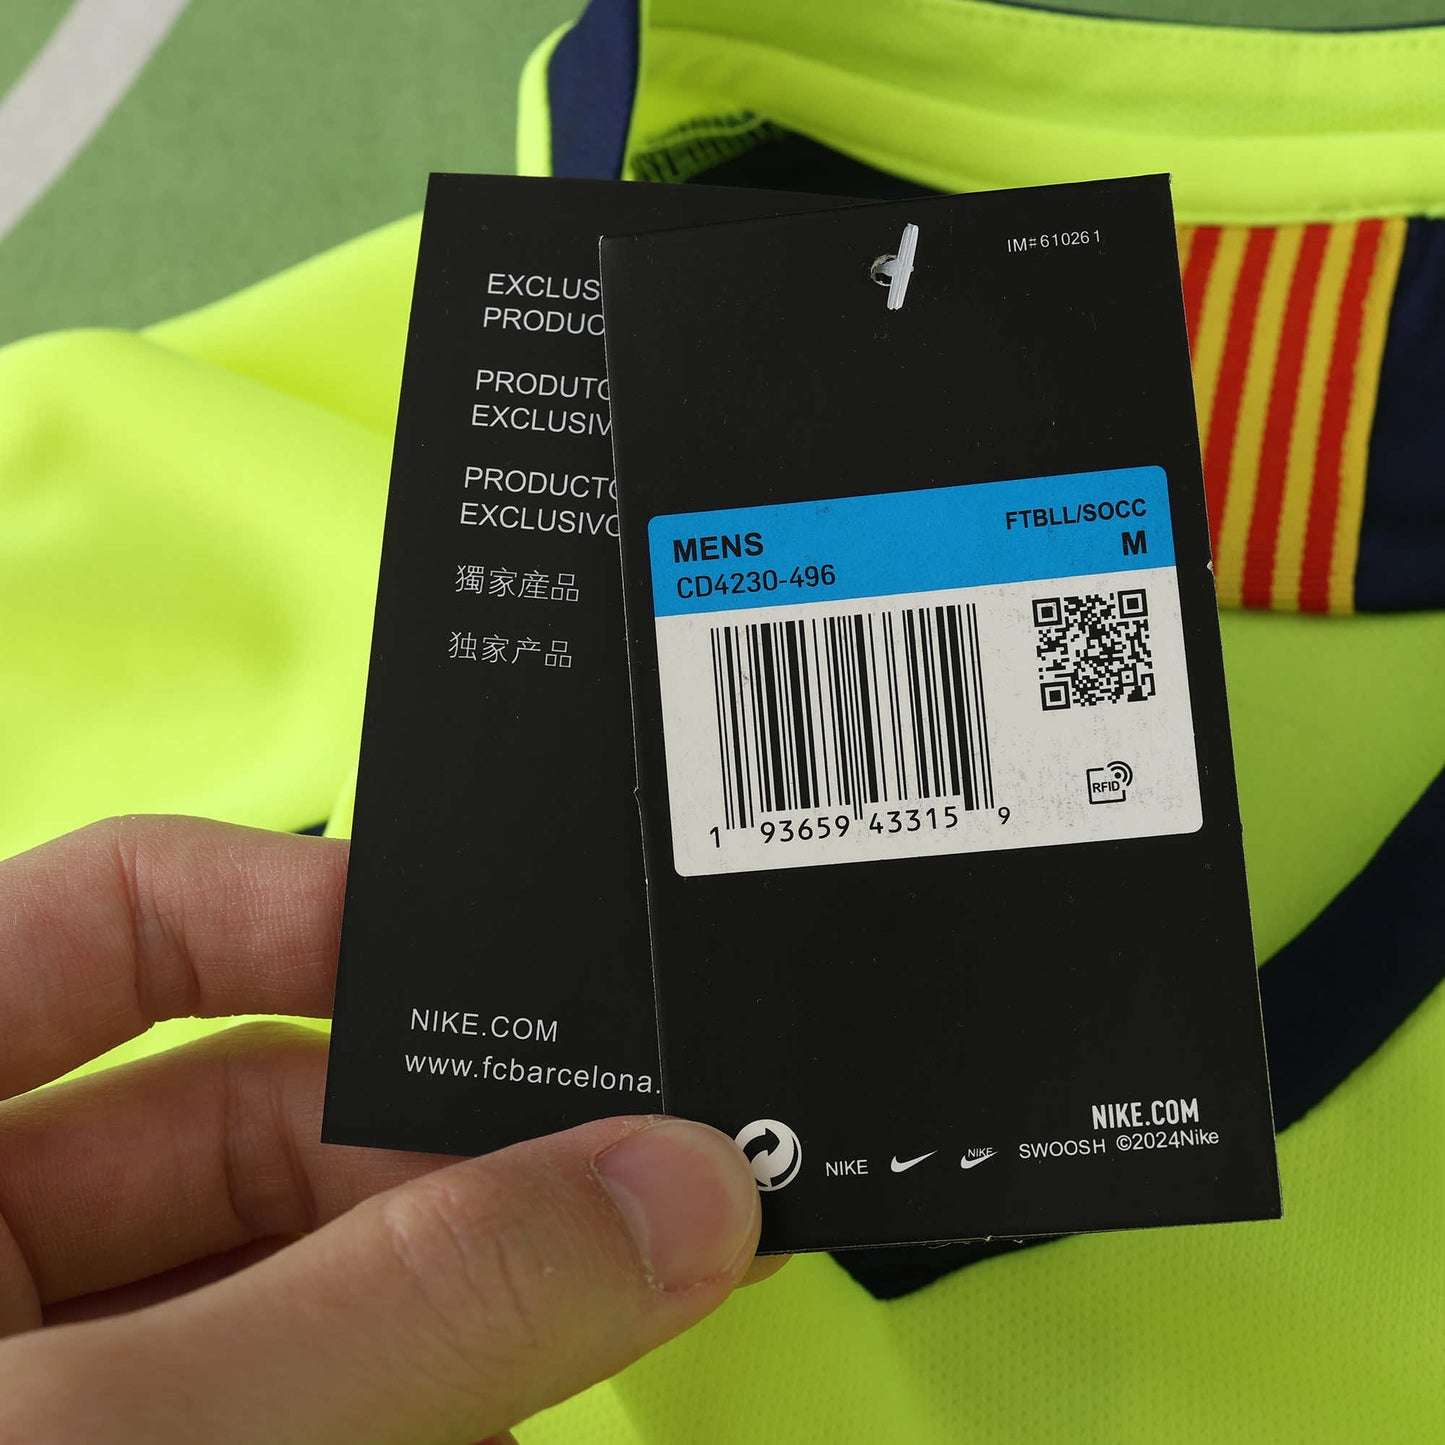 EXCLUS
PRODUC
PRODUTO
EXCLUSIV
PRODUCTO
EXCLUSIVO
獨家産品
独家产品
NIKE.COM
www.fcbarcelona.
IM#610261
MENS
FTBLL/SOCC
CD4230-496
M
RFID
1 93659 43315 9
NIKE.COM
NIKE NIKE SWOOSH ©2024Nike